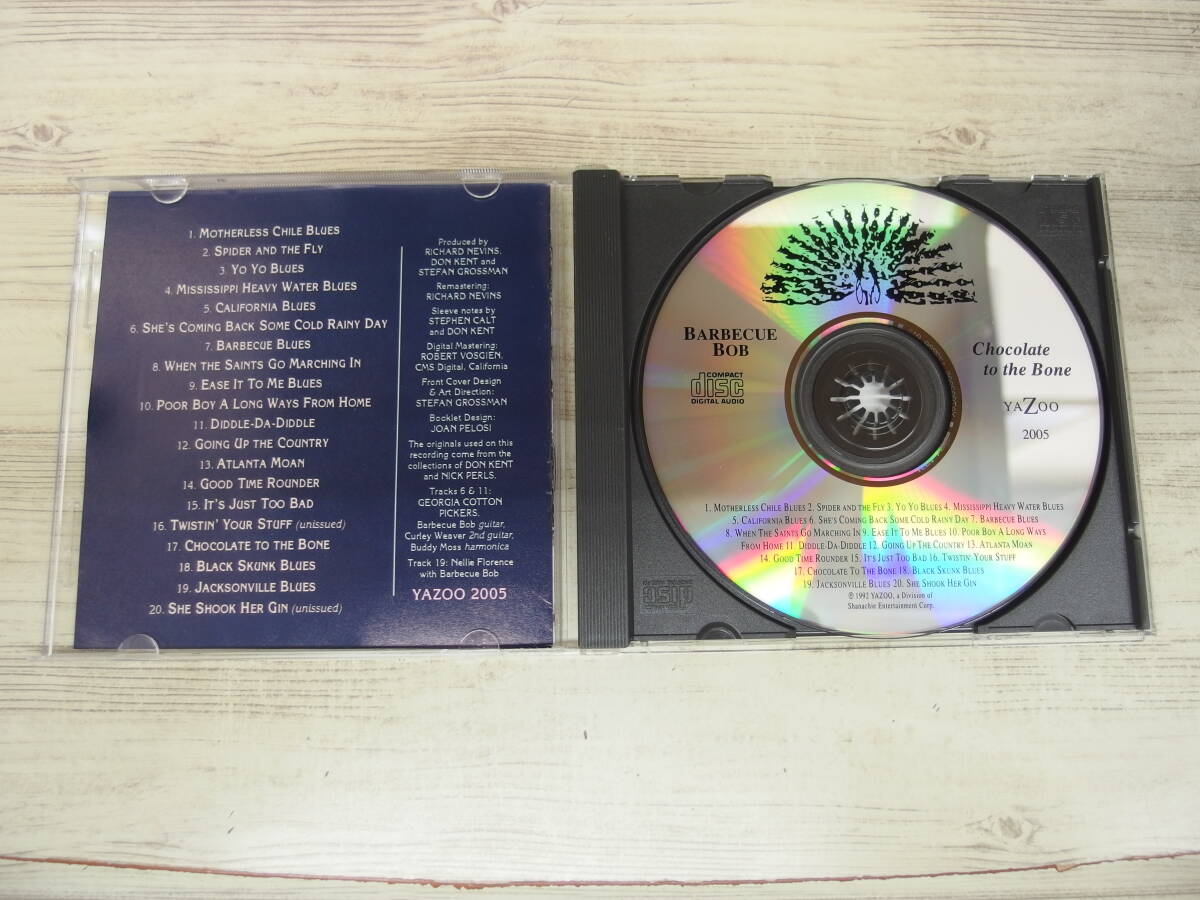 1. MOTHERLESS CHILE BLUES
2. SPIDER AND THE FLY
3. YO YO BLUES
4. MISSISSIPPI HEAVY WATER BLUES
5. CALIFORNIA BLUES
6. SHE'S COMING BACK SOME COLD RAINY DAY
7. BARBECUE BLUES
8. WHEN THE SAINTS GO MARCHING IN
9. EASE IT TO ME BLUES
10. POOR BOY A LONG WAYS FROM HOME
11. DIDDLE-DA-DIDDLE
12. GOING UP THE COUNTRY
13. ATLANTA MOAN
14. GOOD TIME ROUNDER
15. IT'S JUST TOO BAD
16. TWISTIN' YOUR STUFF (unissued)
17. CHOCOLATE TO THE BONE
18. BLACK SKUNK BLUES
19. JACKSONVILLE BLUES
20. SHE SHOOK HER GIN (unissued)
Produced by
RICHARD NEVINS,
DON KENT and
STEFAN GROSSMAN
Remastering:
RICHARD NEVINS
Sleeve notes by
STEPHEN CALT
and DON KENT
Digital Mastering:
ROBERT VOSGIEN,
CMS Digital, California
Front Cover Design
& Art Direction:
STEFAN GROSSMAN
Booklet Design:
JOAN PELOSI
The originals used on this
recording come from the
collections of DON KENT
and NICK PERLS.
Tracks 6 & 11:
GEORGIA COTTON
PICKERS,
Barbecue Bob guitar,
Curley Weaver 2nd guitar,
Buddy Moss harmonica
Track 19: Nellie Florence
with Barbecue Bob
YAZOO 2005
BARBECUE
BOB
COMPACT
disc
DIGITAL AUDIO
Chocolate
to the Bone
YAZOO
2005
1. MOTHERLESS CHILE BLUES 2. SPIDER AND THE FLY 3. YO YO BLUES 4. MISSISSIPPI HEAVY WATER BLUES
5. CALIFORNIA BLUES 6. SHE'S COMING BACK SOME COLD RAINY DAY 7. BARBECUE BLUES
8. WHEN THE SAINTS GO MARCHING IN 9. EASE IT TO ME BLUES 10. POOR BOY A LONG WAYS
FROM HOME 11. DIDDLE-DA-DIDDLE 12. GOING UP THE COUNTRY 13. ATLANTA MOAN
14. GOOD TIME ROUNDER 15. IT'S JUST TOO BAD 16. TWISTIN' YOUR STUFF
17. CHOCOLATE TO THE BONE 18. BLACK SKUNK BLUES
19. JACKSONVILLE BLUES 20. SHE SHOOK HER GIN
© 1992 YAZOO, a Division of
Shanachie Entertainment Corp.